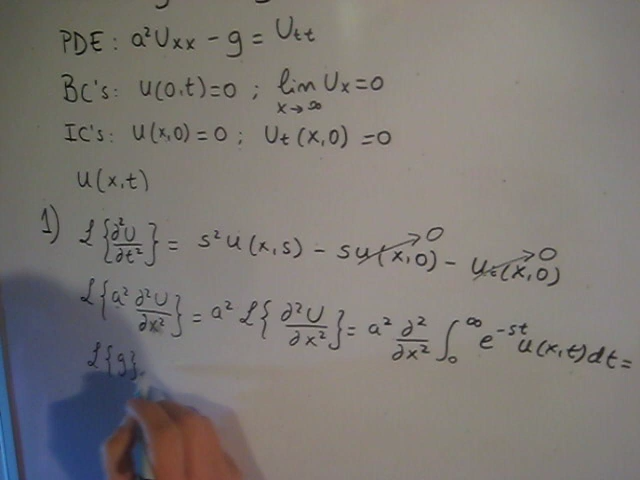 PDE: a²Uxx - g = Utt
BC's: u(0,t)=0 ; lim Ux=0
x→∞
IC's: u(x,0)=0 ; Ut(x,0)=0
u(x,t)
1) ℒ{∂²U/∂t²} = s²u(x,s) - su(x,0)→0 - ut(x,0)→0
ℒ{a² ∂²U/∂x²} = a² ℒ{∂²U/∂x²} = a² ∂²/∂x² ∫₀^∞ e^-st u(x,t)dt =
ℒ{g}